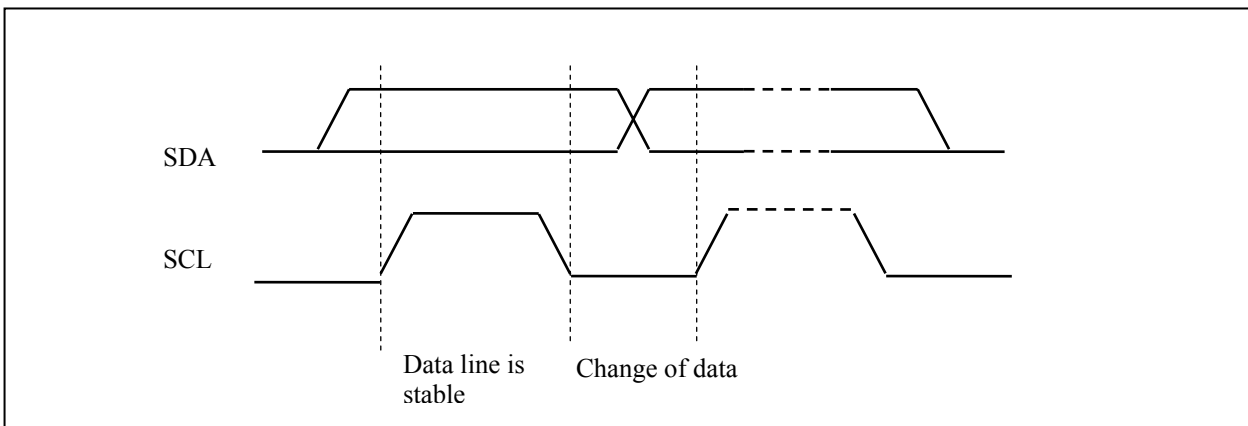 SDA
SCL
Data line is
stable
Change of data